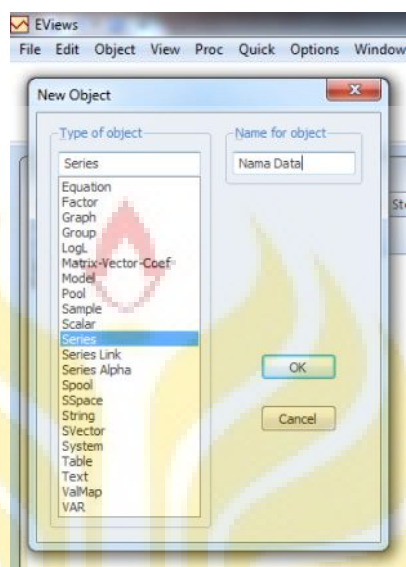 EViews
File Edit Object View Proc Quick Options Window
New Object
Type of object
Name for object
Series
Nama Data
Equation
Factor
Graph
Group
LogL
Matrix-Vector-Coef
Model
Pool
Sample
Scalar
Series
Series Link
Series Alpha
Spool
SSpace
String
SVector
System
Table
Text
ValMap
VAR
OK
Cancel